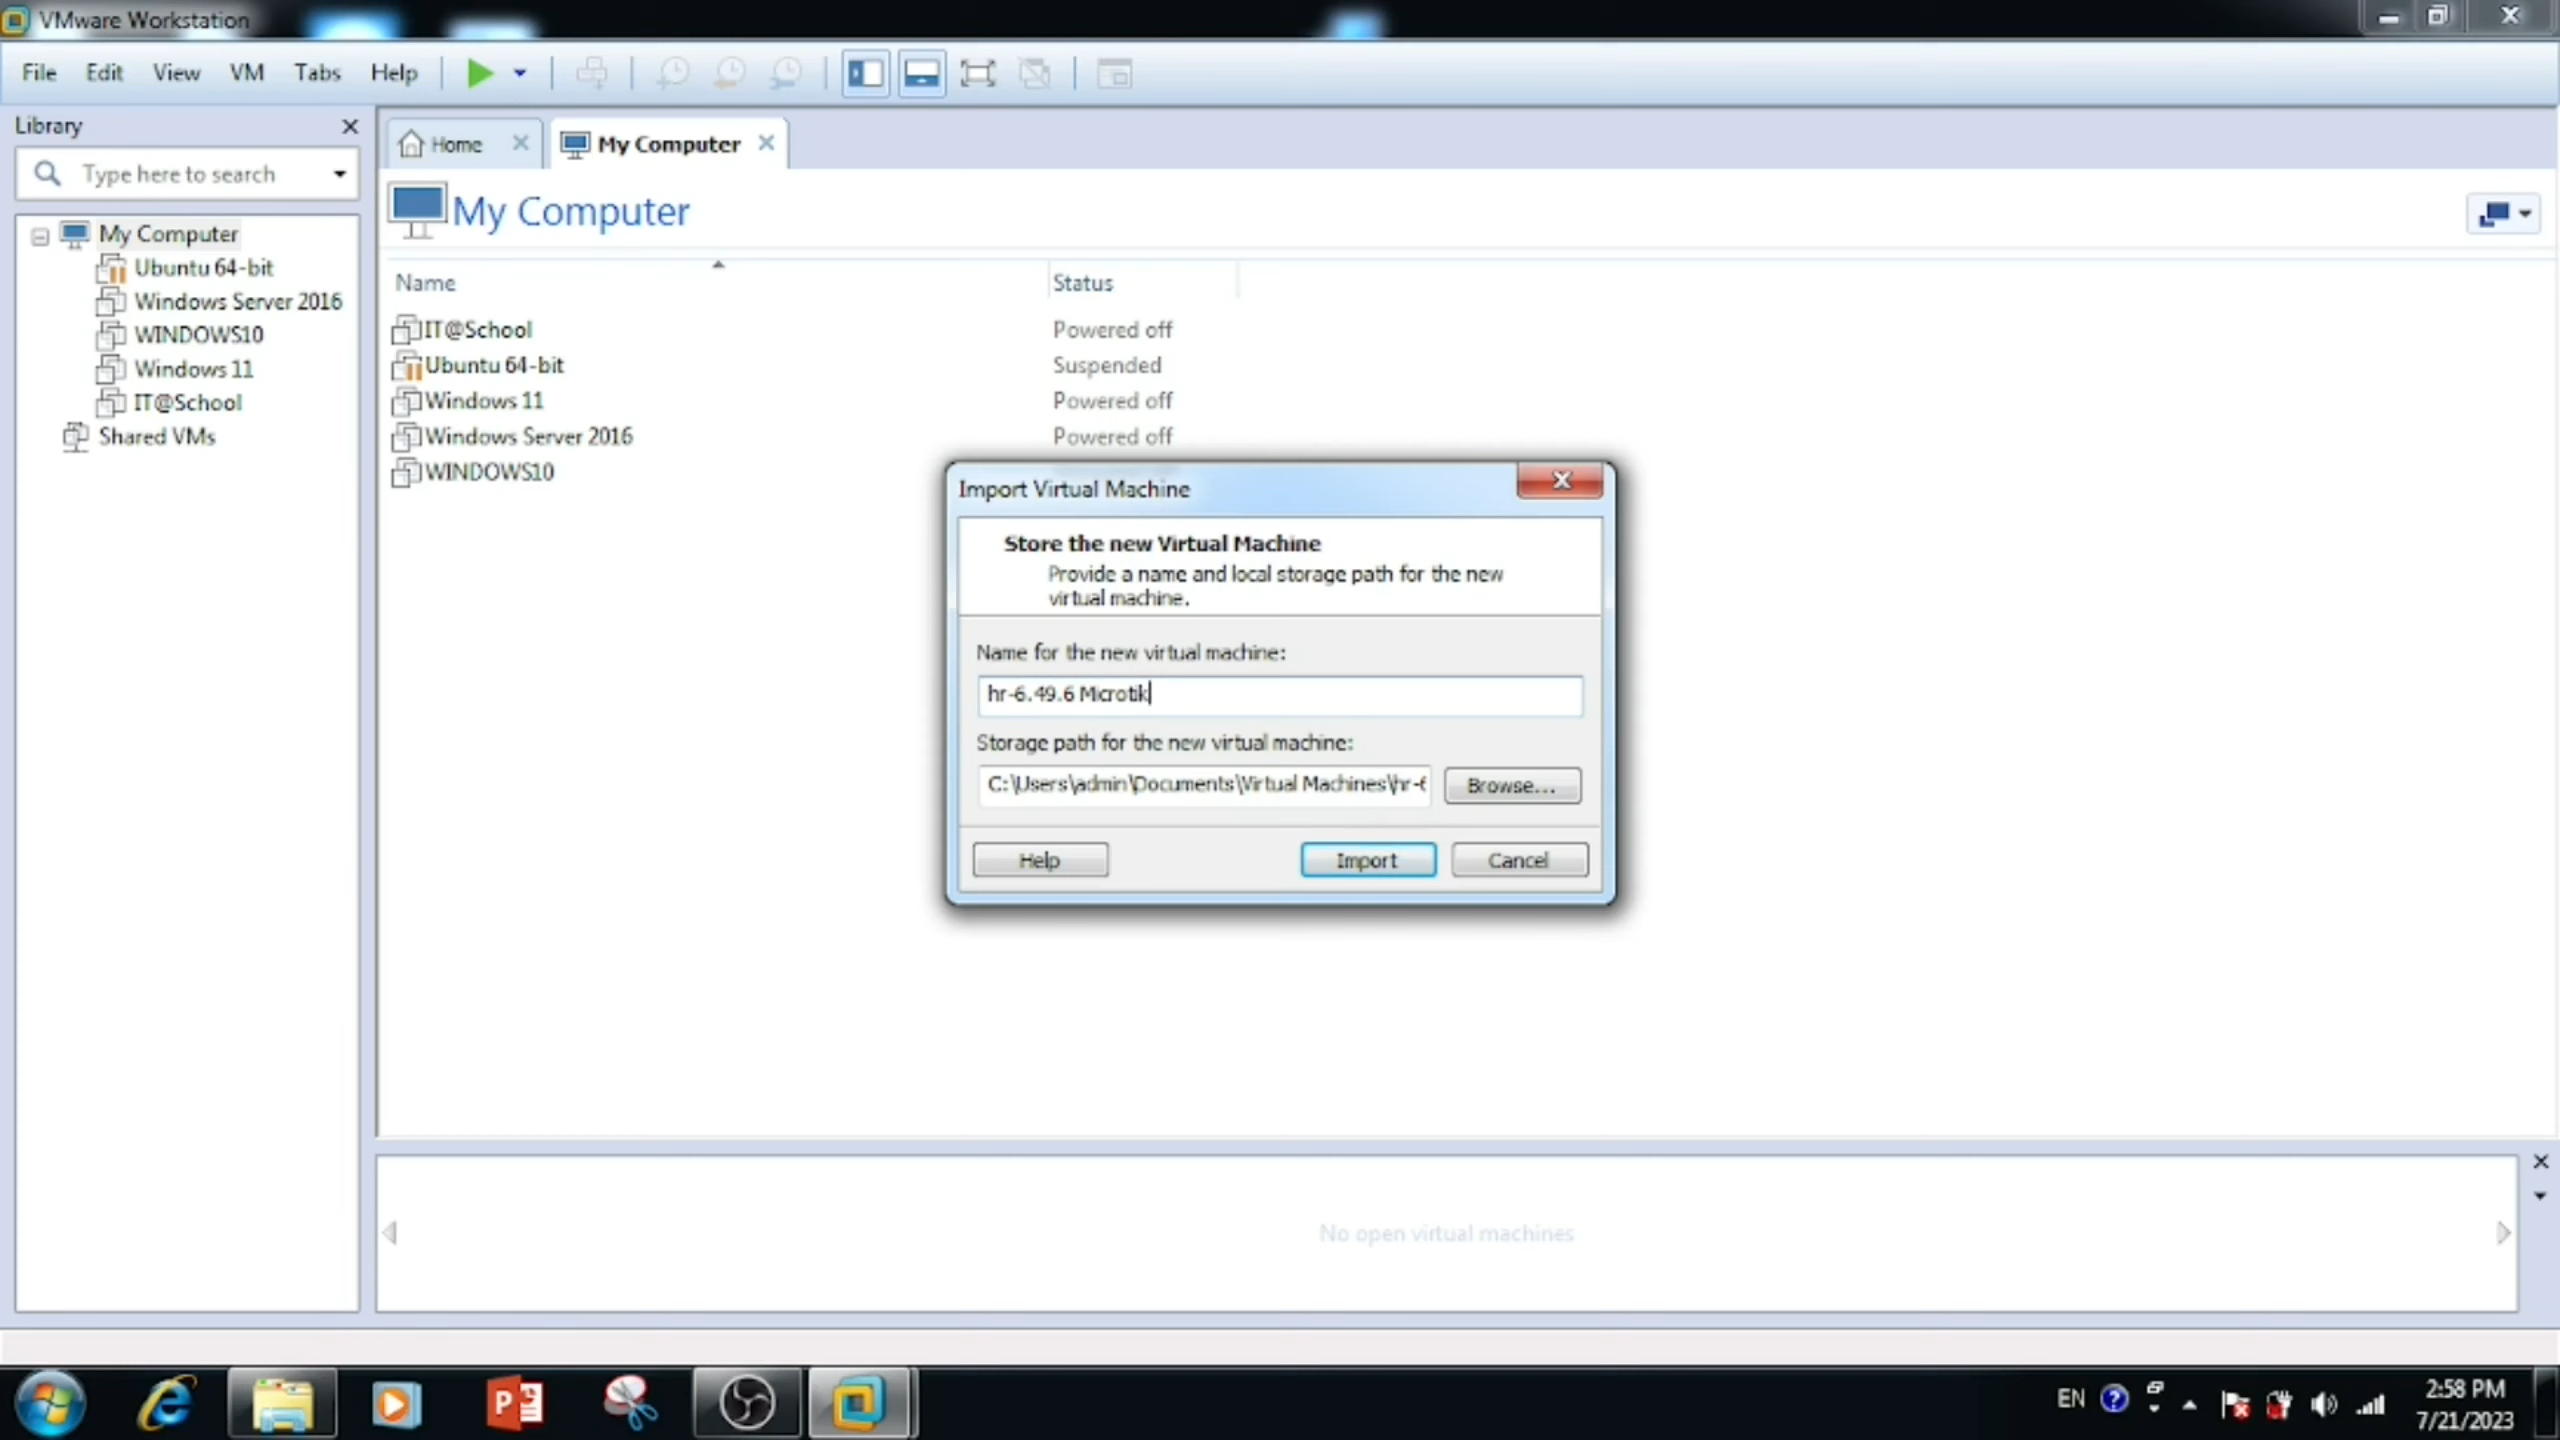 VMware Workstation
File Edit View VM Tabs Help
Library
Type here to search
My Computer
Ubuntu 64-bit
Windows Server 2016
WINDOWS10
Windows 11
IT@School
Shared VMs
Home
My Computer
My Computer
Name Status
IT@School Powered off
Ubuntu 64-bit Suspended
Windows 11 Powered off
Windows Server 2016 Powered off
WINDOWS10
Import Virtual Machine
Store the new Virtual Machine
Provide a name and local storage path for the new
virtual machine.
Name for the new virtual machine:
hr-6.49.6 Microtik
Storage path for the new virtual machine:
C:\Users\admin\Documents\Virtual Machines\hr-6
Browse...
Help Import Cancel
No open virtual machines
EN
2:58 PM
7/21/2023